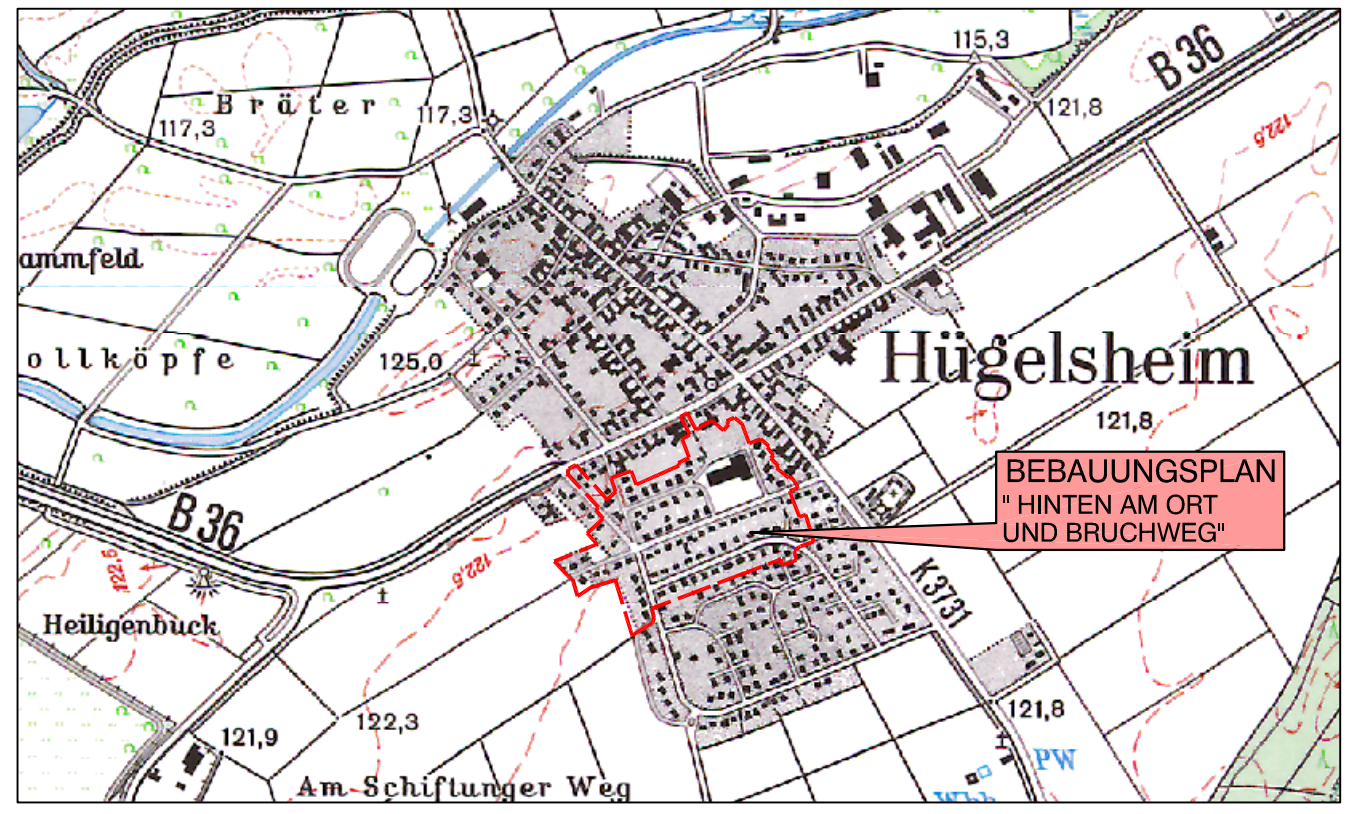 115,3
B 36
Bräter
117,3
117,3
121,8
122,5
ammfeld
ollköpfe
125,0
Hügelsheim
121,8
BEBAUUNGSPLAN
" HINTEN AM ORT
UND BRUCHWEG"
B 36
122,5
122,5
K 3731
Heiligenbuck
121,9
122,3
121,8
PW
Am Schiftunger Weg